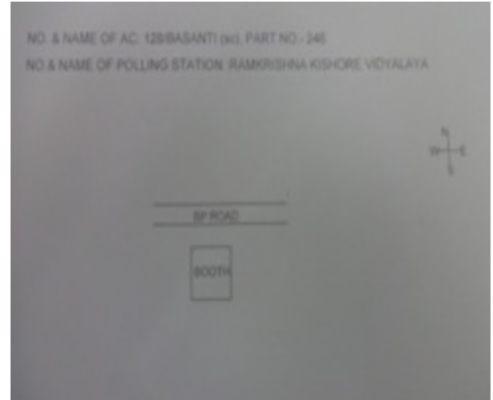 NO. & NAME OF AC: 128/BASANTI (sc), PART NO.- 246
NO.& NAME OF POLLING STATION :RAMKRISHNA KISHORE VIDYALAYA
N
W E
S
BP ROAD
BOOTH